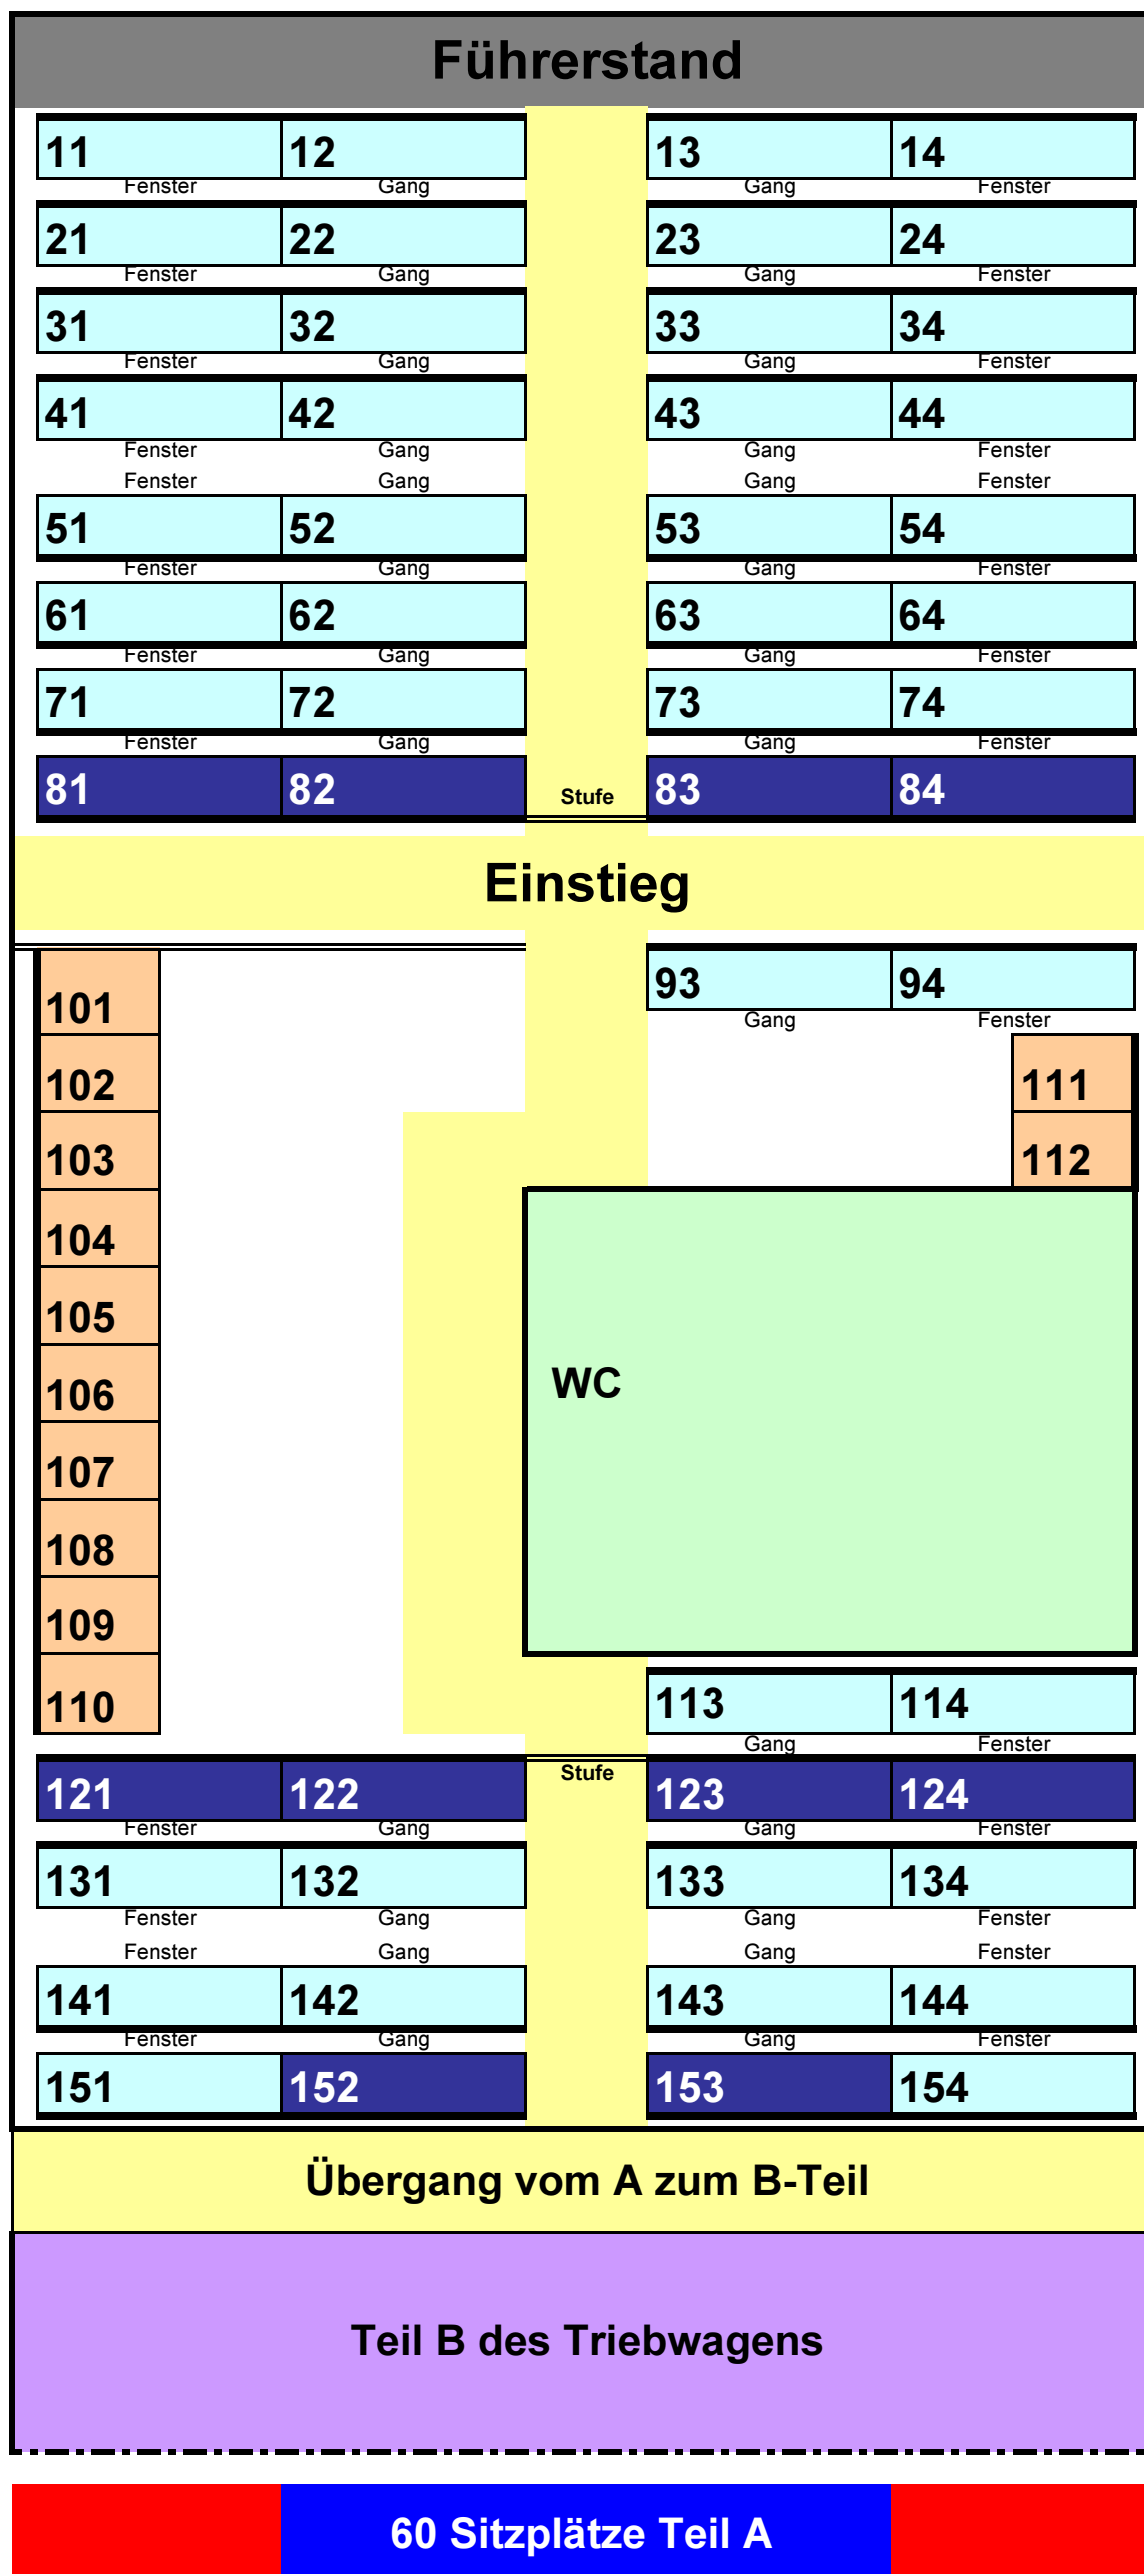 Führerstand
11 12 13 14
Fenster Gang Gang Fenster
21 22 23 24
Fenster Gang Gang Fenster
31 32 33 34
Fenster Gang Gang Fenster
41 42 43 44
Fenster Gang Gang Fenster
Fenster Gang Gang Fenster
51 52 53 54
Fenster Gang Gang Fenster
61 62 63 64
Fenster Gang Gang Fenster
71 72 73 74
Fenster Gang Gang Fenster
81 82 Stufe 83 84
Einstieg
101 93 94
Gang Fenster
102 111
103 112
104
105
106 WC
107
108
109
110 113 114
Gang Fenster
121 122 Stufe 123 124
Fenster Gang Gang Fenster
131 132 133 134
Fenster Gang Gang Fenster
Fenster Gang Gang Fenster
141 142 143 144
Fenster Gang Gang Fenster
151 152 153 154
Übergang vom A zum B-Teil
Teil B des Triebwagens
60 Sitzplätze Teil A